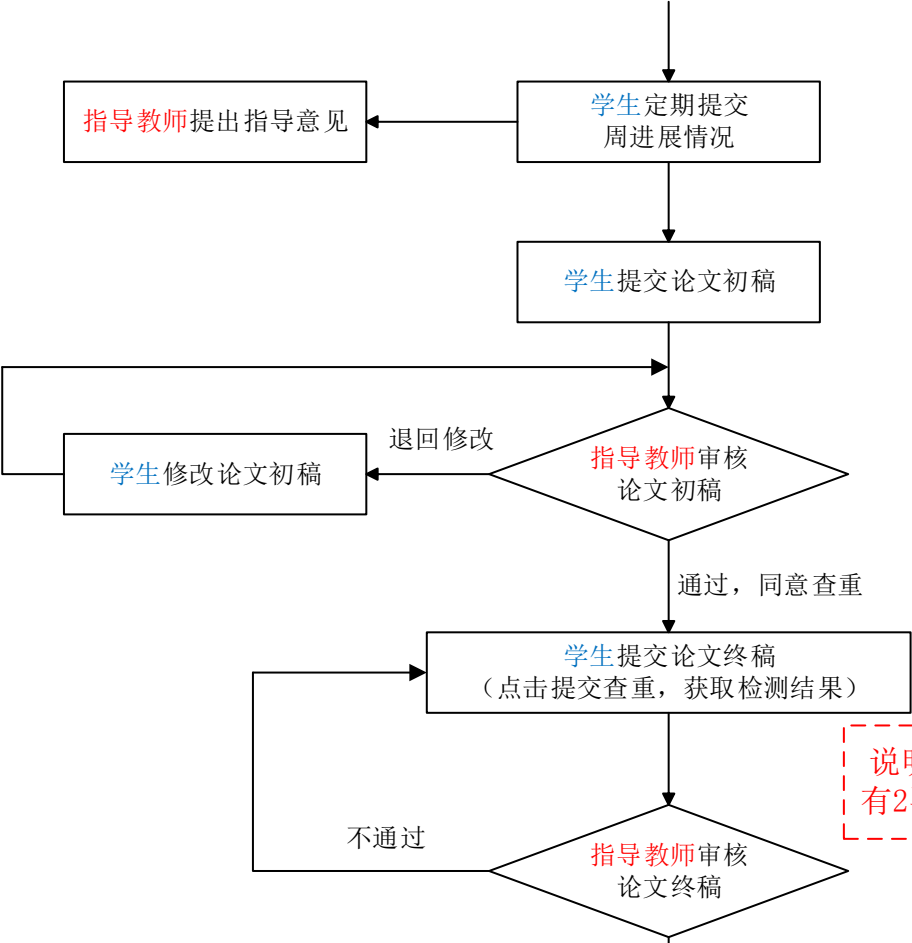 学生定期提交
周进展情况
指导教师提出指导意见
学生提交论文初稿
退回修改
指导教师审核
论文初稿
学生修改论文初稿
通过，同意查重
学生提交论文终稿
（点击提交查重，获取检测结果）
说
有2
不通过
指导教师审核
论文终稿